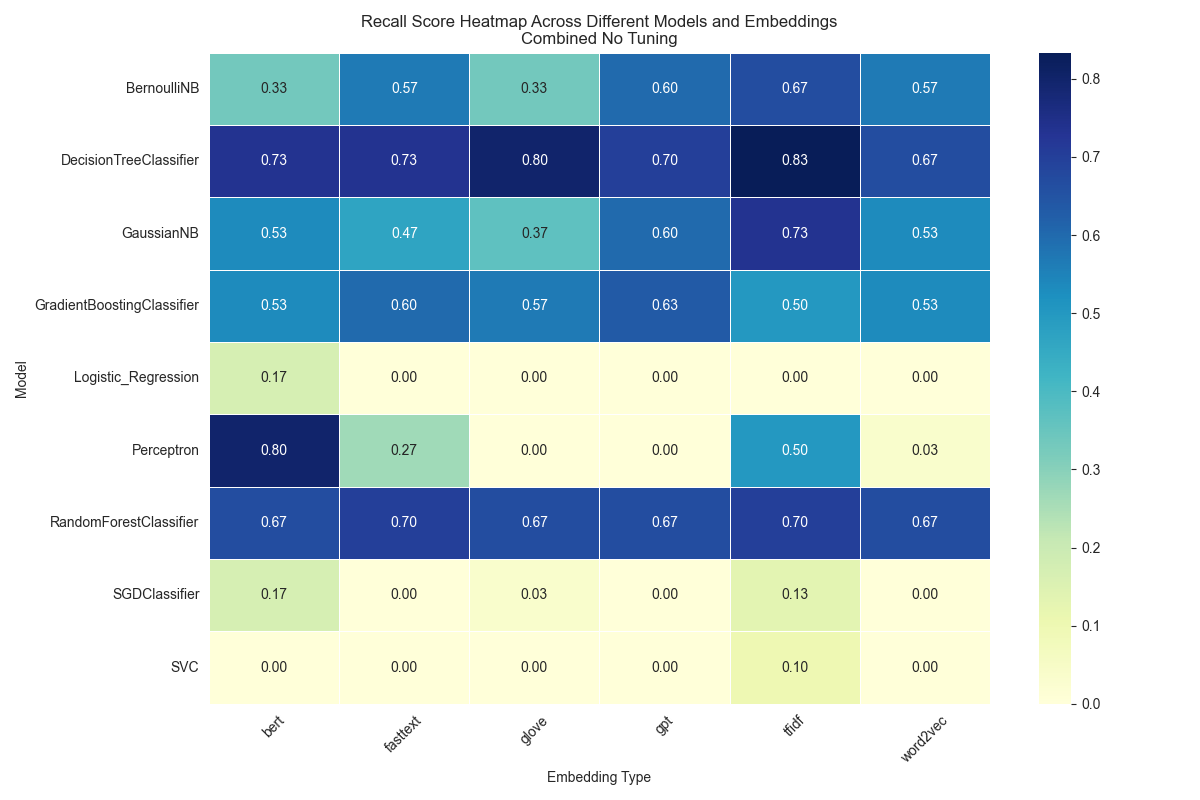 Recall Score Heatmap Across Different Models and Embeddings
Combined No Tuning
BernoulliNB 0.33 0.57 0.33 0.60 0.67 0.57
DecisionTreeClassifier 0.73 0.73 0.80 0.70 0.83 0.67
GaussianNB 0.53 0.47 0.37 0.60 0.73 0.53
GradientBoostingClassifier 0.53 0.60 0.57 0.63 0.50 0.53
Logistic_Regression 0.17 0.00 0.00 0.00 0.00 0.00
Perceptron 0.80 0.27 0.00 0.00 0.50 0.03
RandomForestClassifier 0.67 0.70 0.67 0.67 0.70 0.67
SGDClassifier 0.17 0.00 0.03 0.00 0.13 0.00
SVC 0.00 0.00 0.00 0.00 0.10 0.00
bert fasttext glove gpt tfidf word2vec
Embedding Type
Model
0.8
0.7
0.6
0.5
0.4
0.3
0.2
0.1
0.0